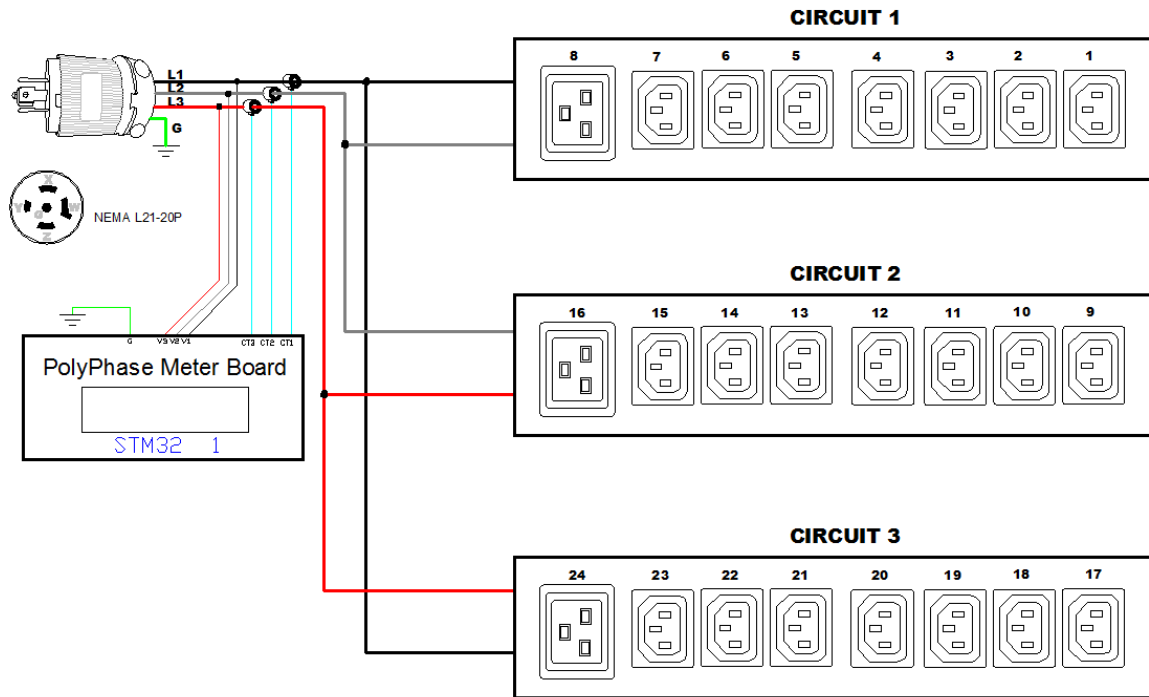 CIRCUIT 1
8 7 6 5 4 3 2 1
L1
L2
L3
G
X
Y G W
Z
NEMA L21-20P
CIRCUIT 2
16 15 14 13 12 11 10 9
G V3 V2 V1 CT3 CT2 CT1
PolyPhase Meter Board
STM32 1
CIRCUIT 3
24 23 22 21 20 19 18 17